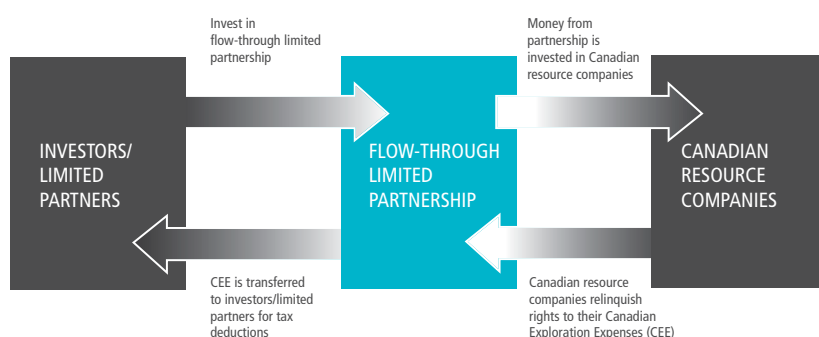 Invest in
flow-through limited
partnership
Money from
partnership is
invested in Canadian
resource companies
INVESTORS/
LIMITED
PARTNERS
FLOW-THROUGH
LIMITED
PARTNERSHIP
CANADIAN
RESOURCE
COMPANIES
CEE is transferred
to investors/limited
partners for tax
deductions
Canadian resource
companies relinquish
rights to their Canadian
Exploration Expenses (CEE)